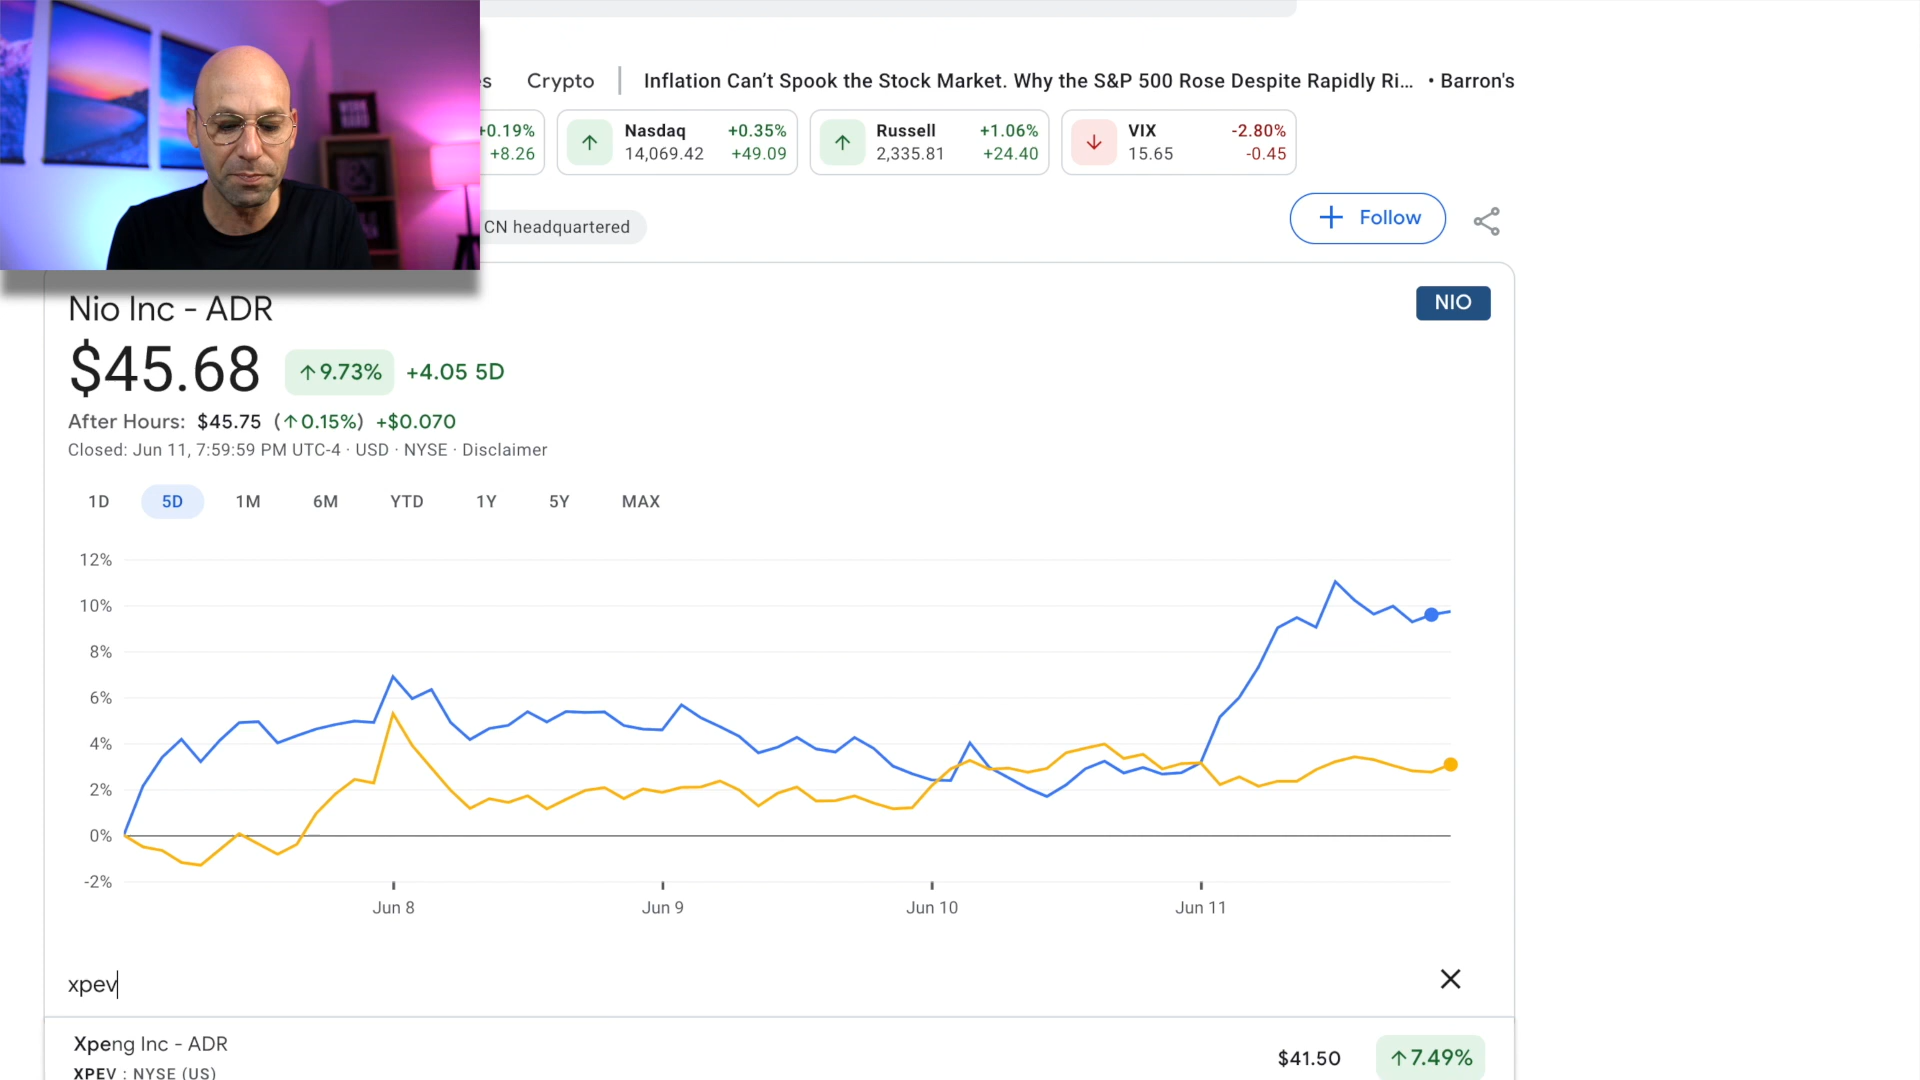 s Crypto Inflation Can’t Spook the Stock Market. Why the S&P 500 Rose Despite Rapidly Ri… • Barron's
+0.19% Nasdaq +0.35% Russell +1.06% VIX -2.80%
+8.26 14,069.42 +49.09 2,335.81 +24.40 15.65 -0.45
CN headquartered + Follow
Nio Inc - ADR NIO
$45.68 ↑9.73% +4.05 5D
After Hours: $45.75 (↑0.15%) +$0.070
Closed: Jun 11, 7:59:59 PM UTC-4 · USD · NYSE · Disclaimer
1D 5D 1M 6M YTD 1Y 5Y MAX
12%
10%
8%
6%
4%
2%
0%
-2%
Jun 8 Jun 9 Jun 10 Jun 11
xpev
Xpeng Inc - ADR $41.50 ↑7.49%
XPEV : NYSE (US)